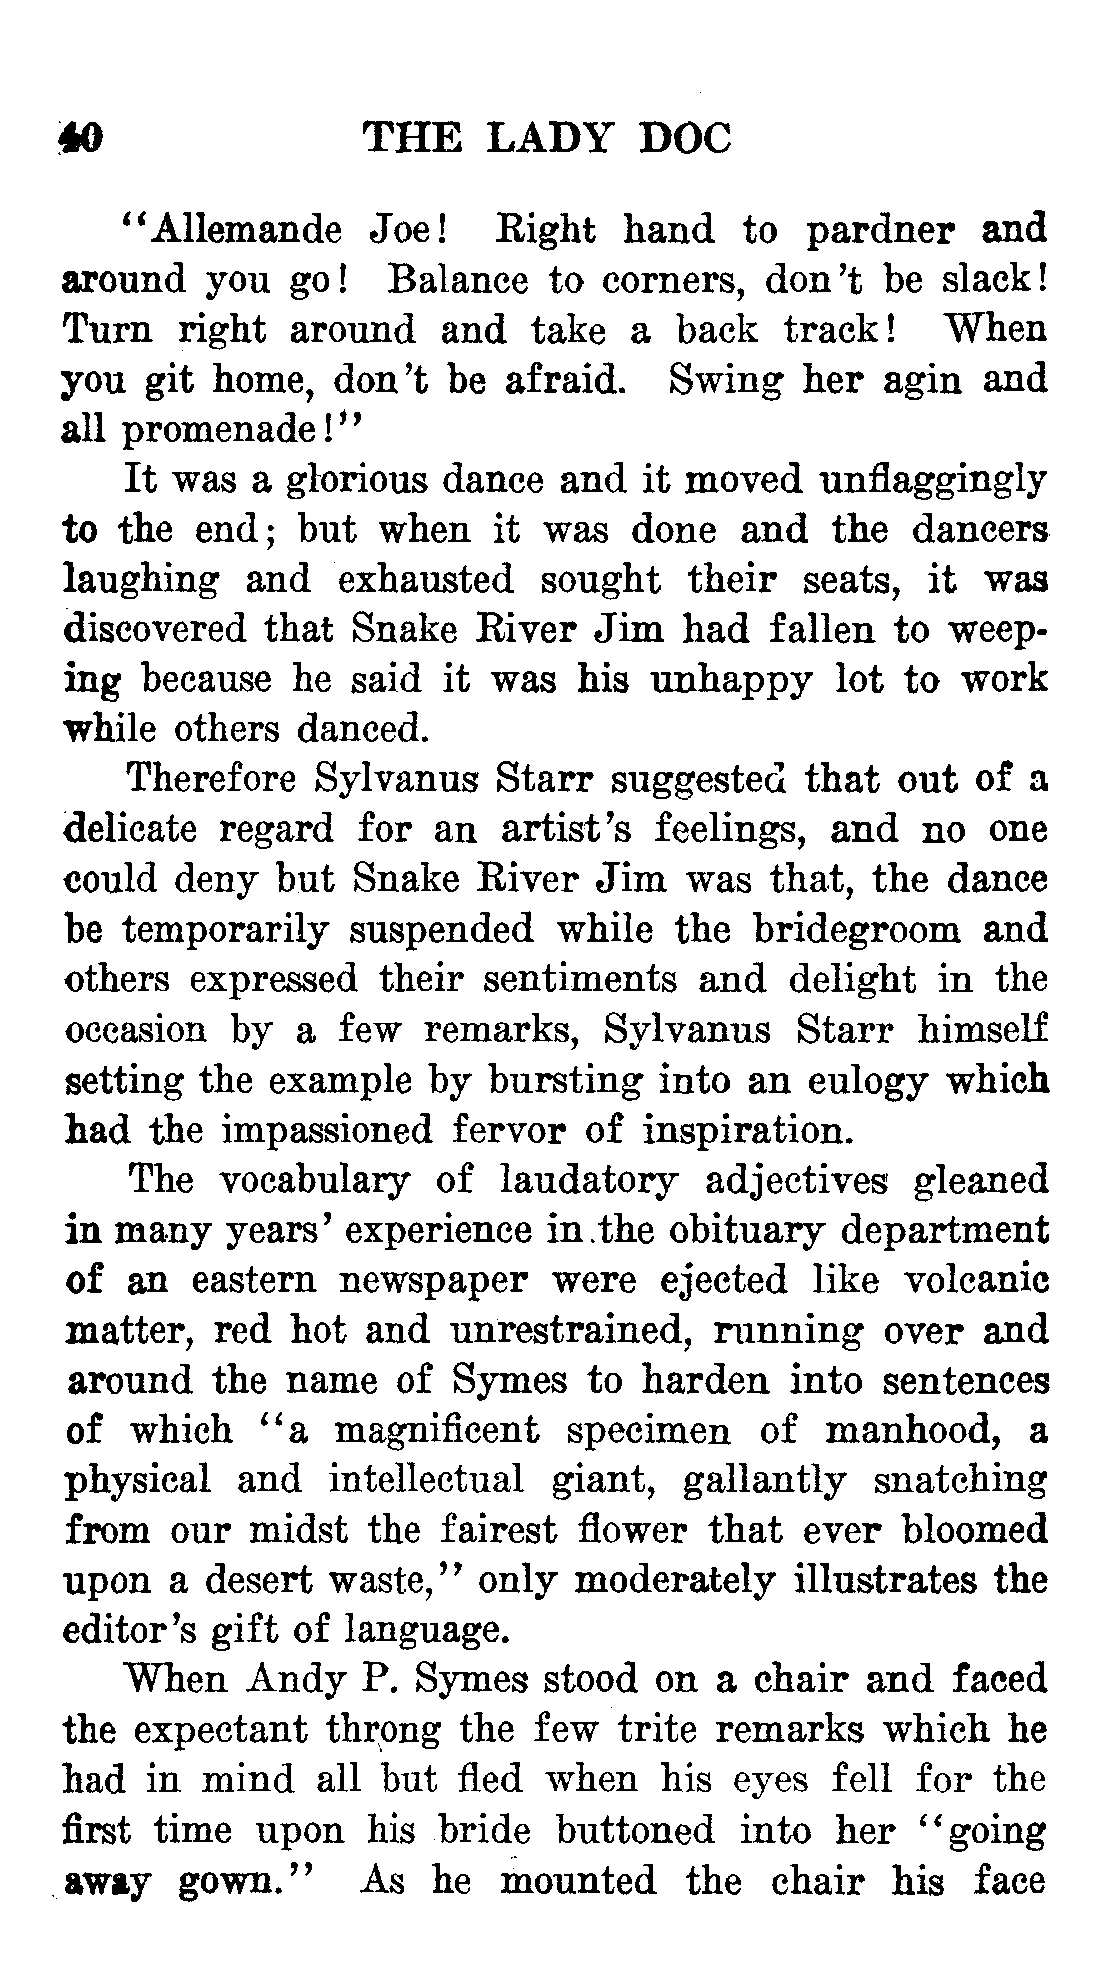 40 THE LADY DOC
"Allemande Joe! Right hand to pardner and
around you go! Balance to corners, don't be slack!
Turn right around and take a back track! When
you git home, don't be afraid. Swing her agin and
all promenade!"
It was a glorious dance and it moved unflaggingly
to the end; but when it was done and the dancers
laughing and exhausted sought their seats, it was
discovered that Snake River Jim had fallen to weep-
ing because he said it was his unhappy lot to work
while others danced.
Therefore Sylvanus Starr suggested that out of a
delicate regard for an artist's feelings, and no one
could deny but Snake River Jim was that, the dance
be temporarily suspended while the bridegroom and
others expressed their sentiments and delight in the
occasion by a few remarks, Sylvanus Starr himself
setting the example by bursting into an eulogy which
had the impassioned fervor of inspiration.
The vocabulary of laudatory adjectives gleaned
in many years' experience in the obituary department
of an eastern newspaper were ejected like volcanic
matter, red hot and unrestrained, running over and
around the name of Symes to harden into sentences
of which "a magnificent specimen of manhood, a
physical and intellectual giant, gallantly snatching
from our midst the fairest flower that ever bloomed
upon a desert waste," only moderately illustrates the
editor's gift of language.
When Andy P. Symes stood on a chair and faced
the expectant throng the few trite remarks which he
had in mind all but fled when his eyes fell for the
first time upon his bride buttoned into her "going
away gown." As he mounted the chair his face